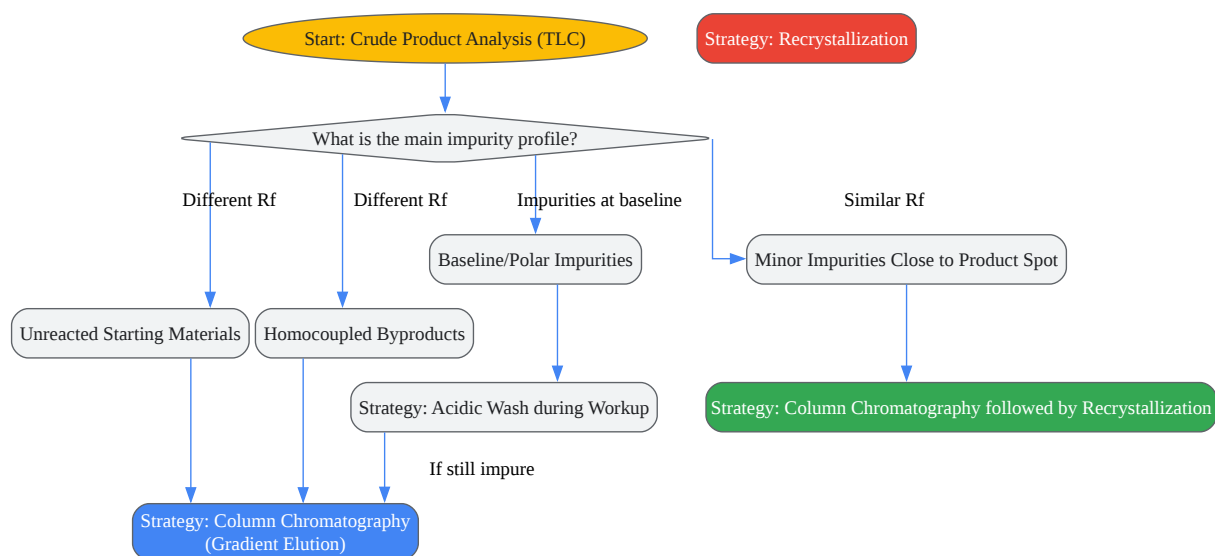 Start: Crude Product Analysis (TLC)
Strategy: Recrystallization
What is the main impurity profile?
Different Rf
Different Rf
Impurities at baseline
Similar Rf
Baseline/Polar Impurities
Minor Impurities Close to Product Spot
Unreacted Starting Materials
Homocoupled Byproducts
Strategy: Acidic Wash during Workup
Strategy: Column Chromatography followed by Recrystallization
If still impure
Strategy: Column Chromatography
(Gradient Elution)